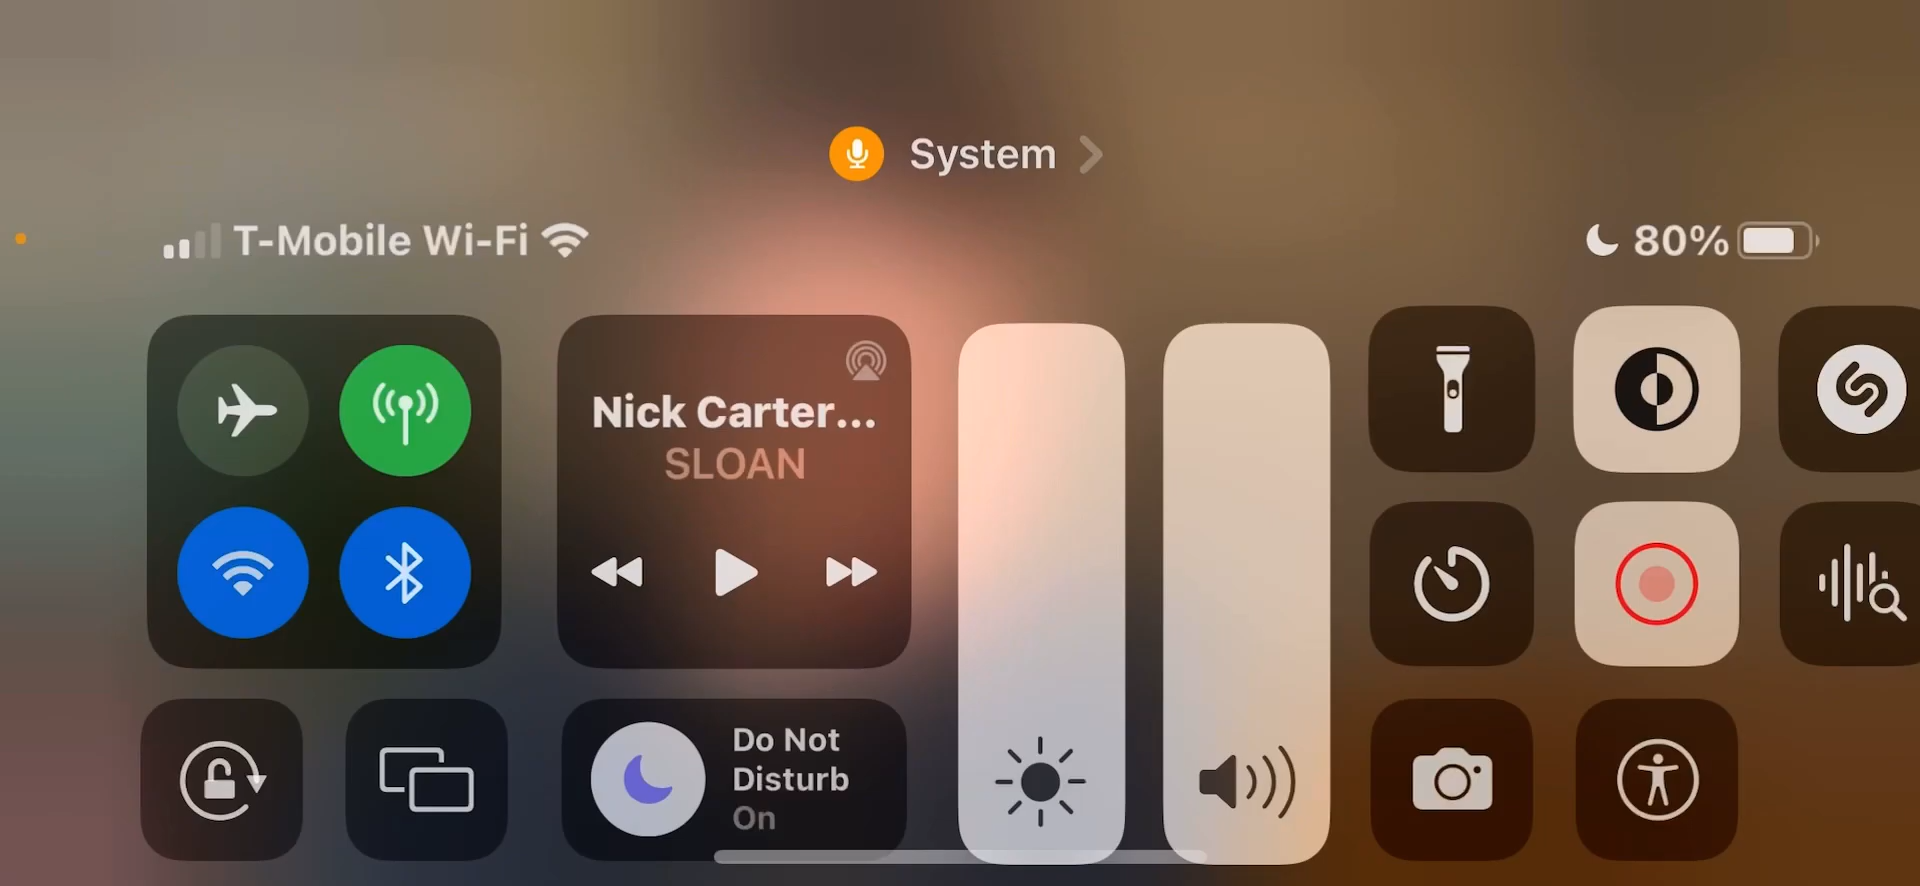 System
T-Mobile Wi-Fi
80%
Nick Carter...
SLOAN
Do Not
Disturb
On